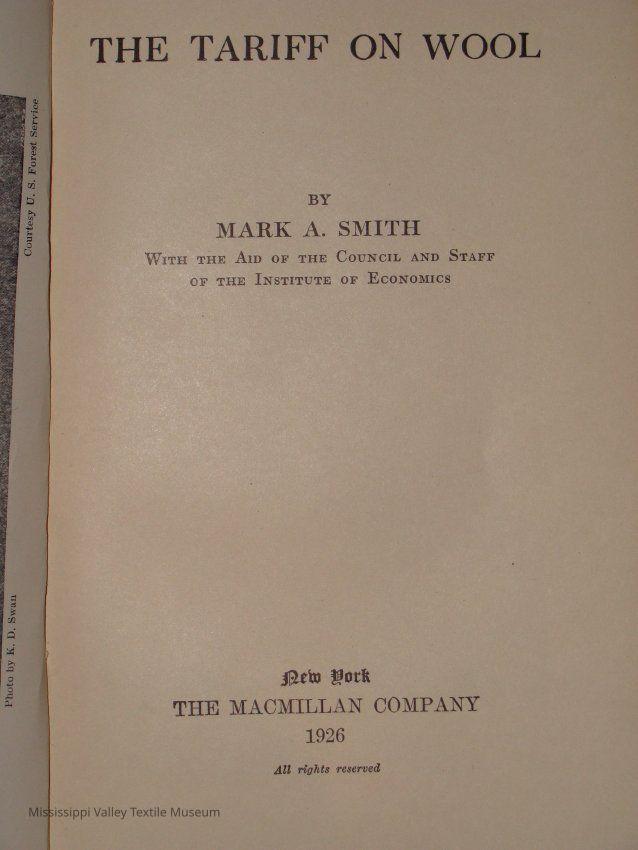 Courtesy U. S. Forest Service
Photo by K. D. Swan
THE TARIFF ON WOOL
BY
MARK A. SMITH
With the Aid of the Council and Staff
of the Institute of Economics
New York
THE MACMILLAN COMPANY
1926
All rights reserved
Mississippi Valley Textile Museum